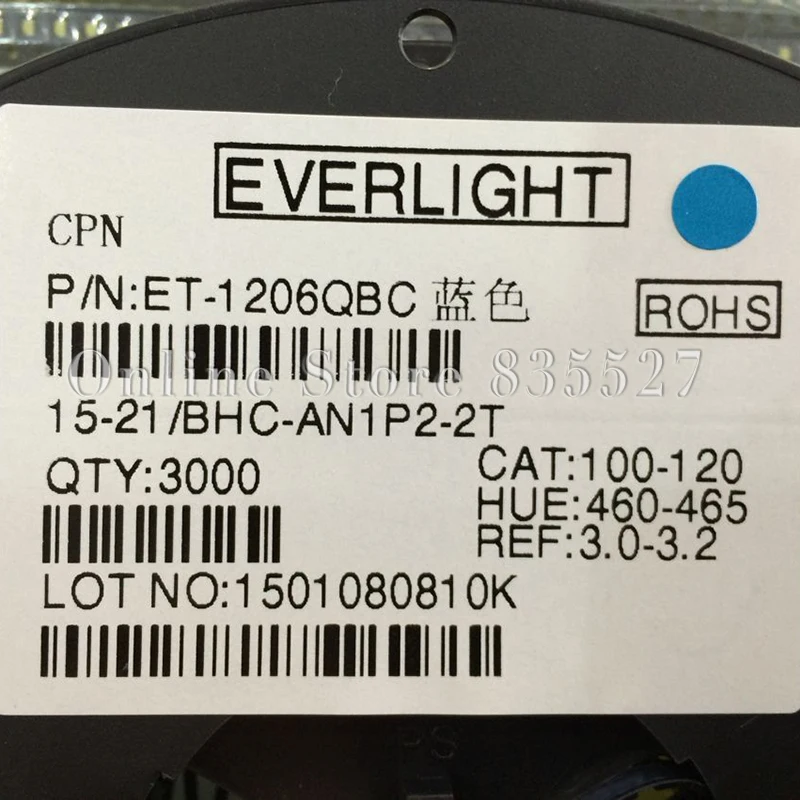 EVERLIGHT
CPN
P/N:ET-1206QBC 蓝色
ROHS
Online Store 835527
15-21/BHC-AN1P2-2T
QTY:3000
CAT:100-120
HUE:460-465
REF:3.0-3.2
LOT NO:1501080810K